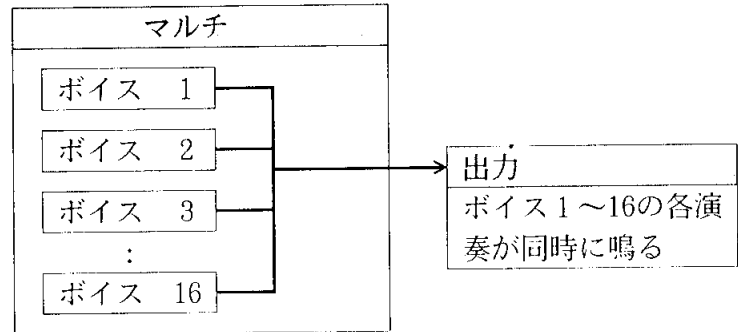 マルチ
ボイス 1
ボイス 2
ボイス 3
:
ボイス 16
出力
ボイス1〜16の各演
奏が同時に鳴る